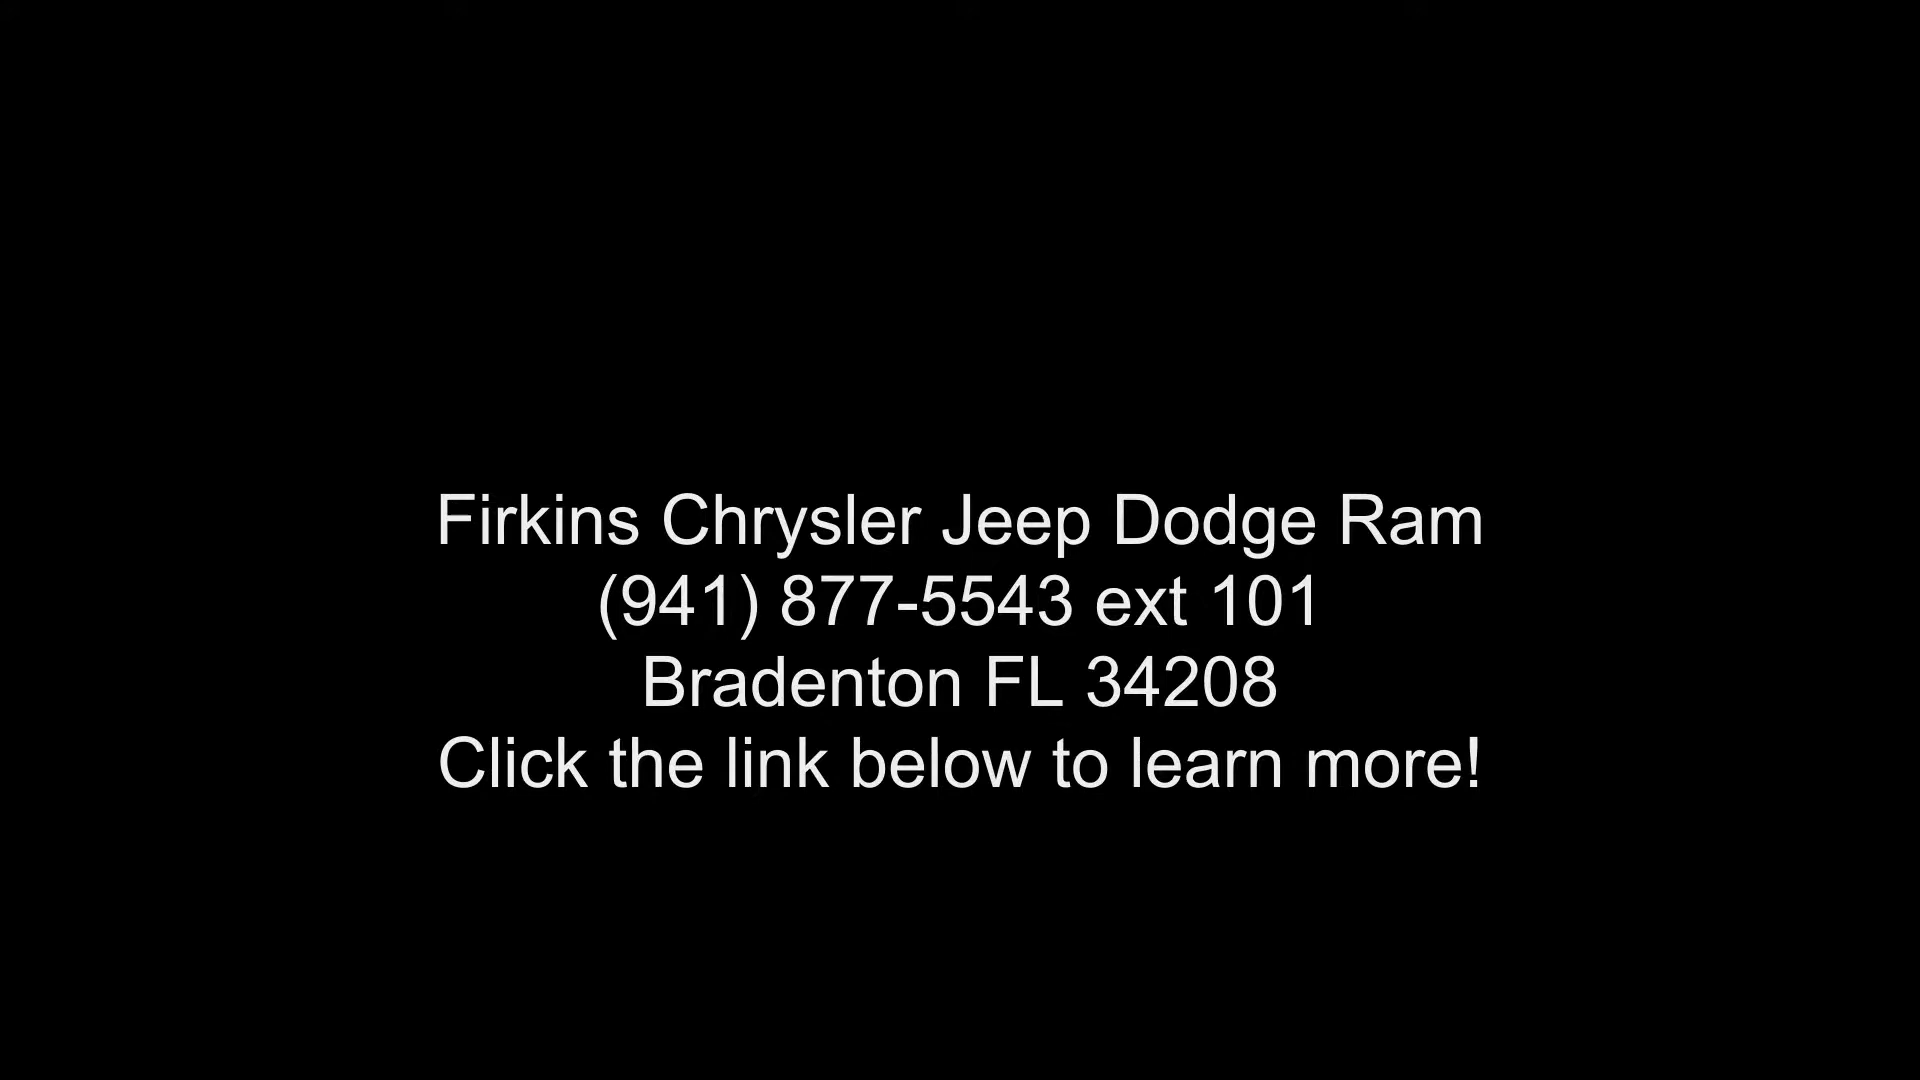 Firkins Chrysler Jeep Dodge Ram
(941) 877-5543 ext 101
Bradenton FL 34208
Click the link below to learn more!